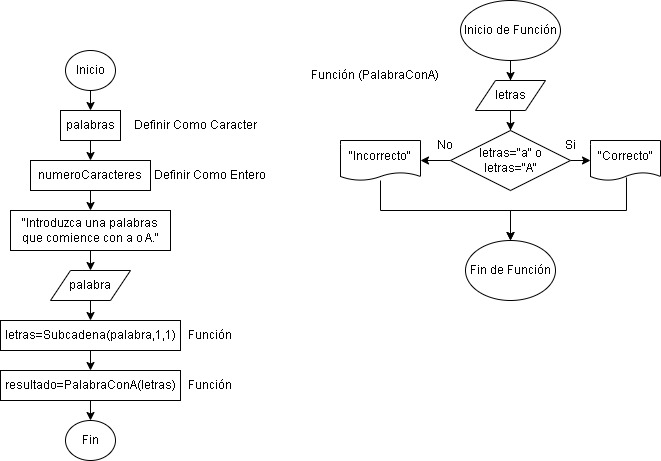 Inicio
palabras
Definir Como Caracter
numeroCaracteres
Definir Como Entero
"Introduzca una palabras
que comience con a o A."
palabra
letras=Subcadena(palabra,1,1)
Función
resultado=PalabraConA(letras)
Función
Fin
Inicio de Función
Función (PalabraConA)
letras
No
Si
"Incorrecto"
letras="a" o
letras="A"
"Correcto"
Fin de Función